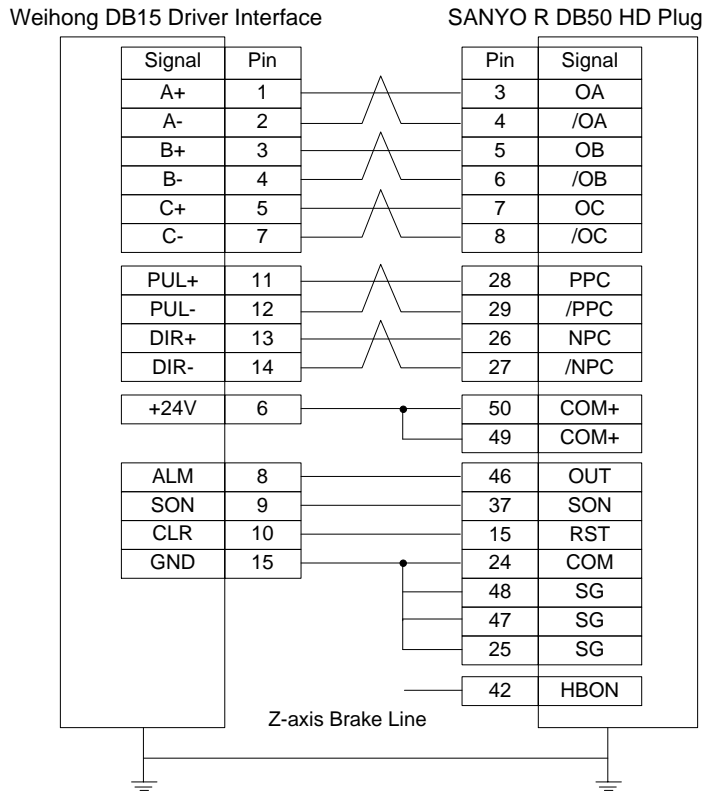 Weihong DB15 Driver Interface SANYO R DB50 HD Plug
Signal Pin Pin Signal
A+ 1 3 OA
A- 2 4 /OA
B+ 3 5 OB
B- 4 6 /OB
C+ 5 7 OC
C- 7 8 /OC
PUL+ 11 28 PPC
PUL- 12 29 /PPC
DIR+ 13 26 NPC
DIR- 14 27 /NPC
+24V 6 50 COM+
49 COM+
ALM 8 46 OUT
SON 9 37 SON
CLR 10 15 RST
GND 15 24 COM
48 SG
47 SG
25 SG
42 HBON
Z-axis Brake Line